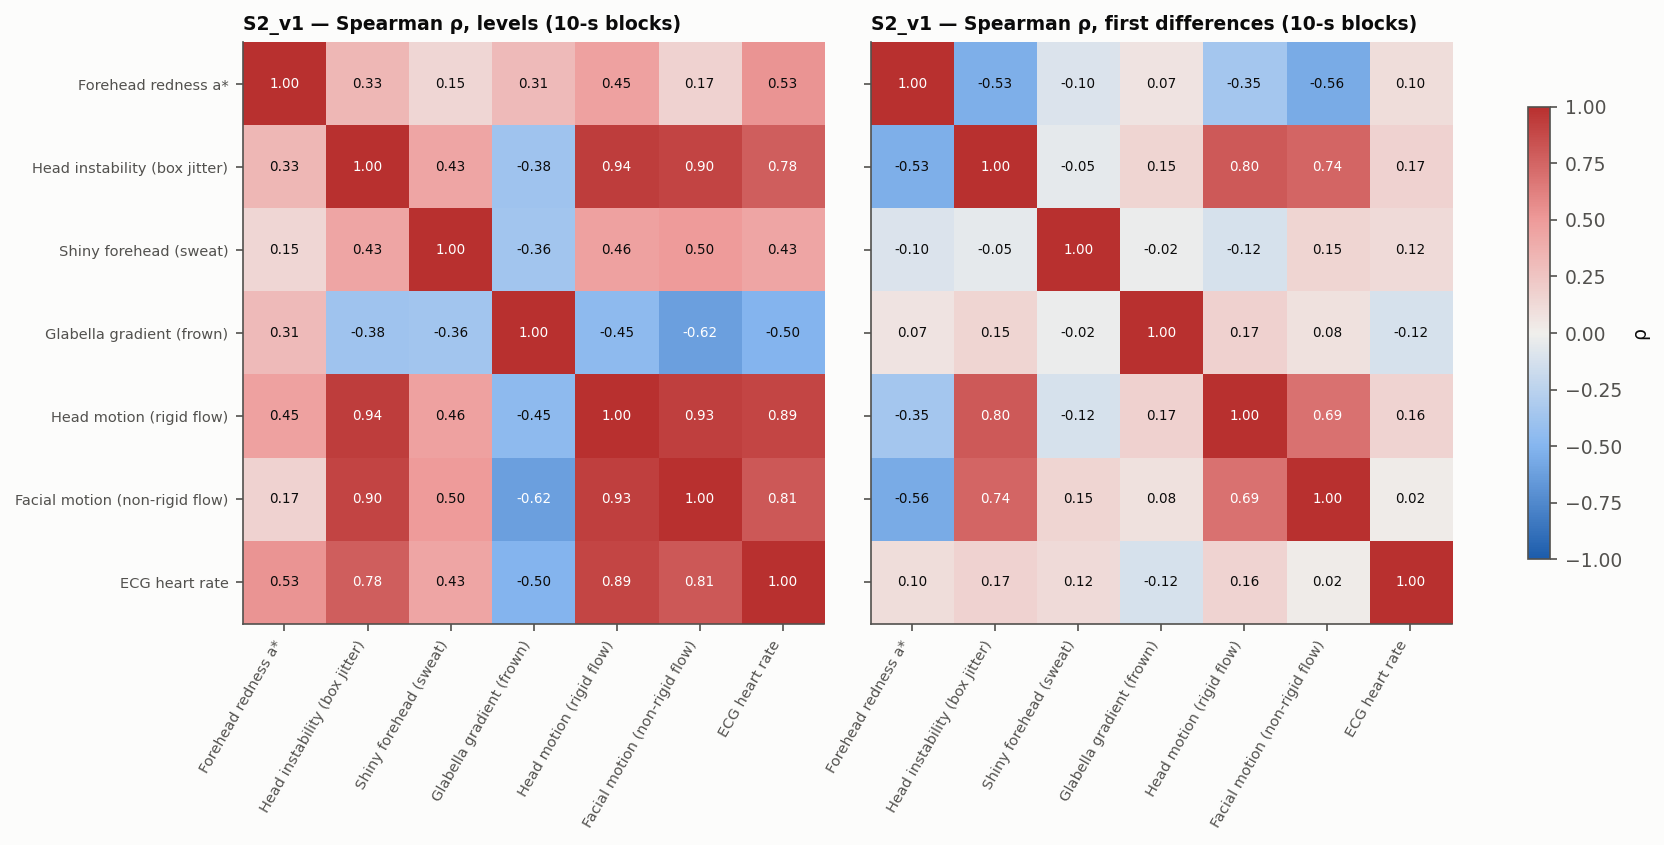 S2_v1 — Spearman ρ, levels (10-s blocks)
Forehead redness a* 1.00 0.33 0.15 0.31 0.45 0.17 0.53
Head instability (box jitter) 0.33 1.00 0.43 -0.38 0.94 0.90 0.78
Shiny forehead (sweat) 0.15 0.43 1.00 -0.36 0.46 0.50 0.43
Glabella gradient (frown) 0.31 -0.38 -0.36 1.00 -0.45 -0.62 -0.50
Head motion (rigid flow) 0.45 0.94 0.46 -0.45 1.00 0.93 0.89
Facial motion (non-rigid flow) 0.17 0.90 0.50 -0.62 0.93 1.00 0.81
ECG heart rate 0.53 0.78 0.43 -0.50 0.89 0.81 1.00
Forehead redness a*
Head instability (box jitter)
Shiny forehead (sweat)
Glabella gradient (frown)
Head motion (rigid flow)
Facial motion (non-rigid flow)
ECG heart rate
S2_v1 — Spearman ρ, first differences (10-s blocks)
1.00 -0.53 -0.10 0.07 -0.35 -0.56 0.10
-0.53 1.00 -0.05 0.15 0.80 0.74 0.17
-0.10 -0.05 1.00 -0.02 -0.12 0.15 0.12
0.07 0.15 -0.02 1.00 0.17 0.08 -0.12
-0.35 0.80 -0.12 0.17 1.00 0.69 0.16
-0.56 0.74 0.15 0.08 0.69 1.00 0.02
0.10 0.17 0.12 -0.12 0.16 0.02 1.00
Forehead redness a*
Head instability (box jitter)
Shiny forehead (sweat)
Glabella gradient (frown)
Head motion (rigid flow)
Facial motion (non-rigid flow)
ECG heart rate
1.00
0.75
0.50
0.25
0.00
−0.25
−0.50
−0.75
−1.00
ρ